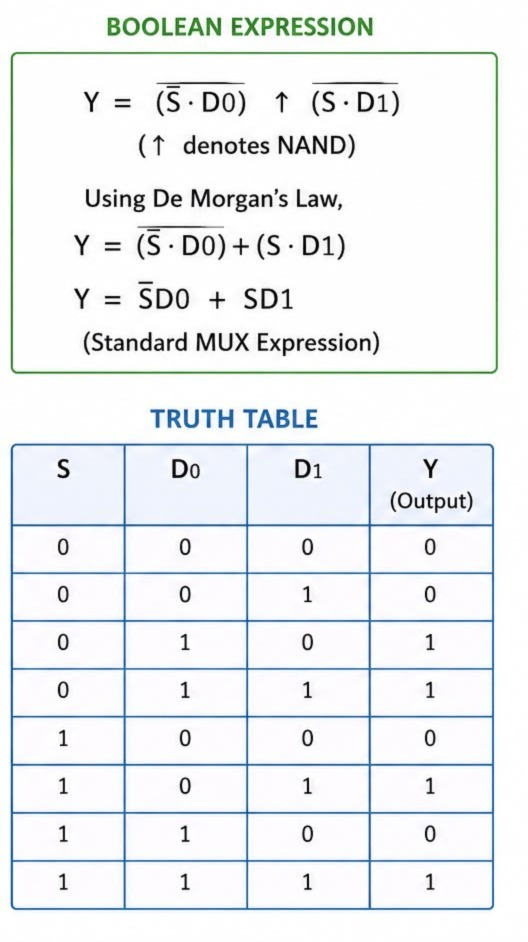 BOOLEAN EXPRESSION
Y = (S̅ · D0)̅ ↑ (S · D1)̅
(↑ denotes NAND)
Using De Morgan's Law,
Y = (S̅ · D0)̅ + (S · D1)
Y = S̅D0 + SD1
(Standard MUX Expression)
TRUTH TABLE
S D0 D1 Y
(Output)
0 0 0 0
0 0 1 0
0 1 0 1
0 1 1 1
1 0 0 0
1 0 1 1
1 1 0 0
1 1 1 1